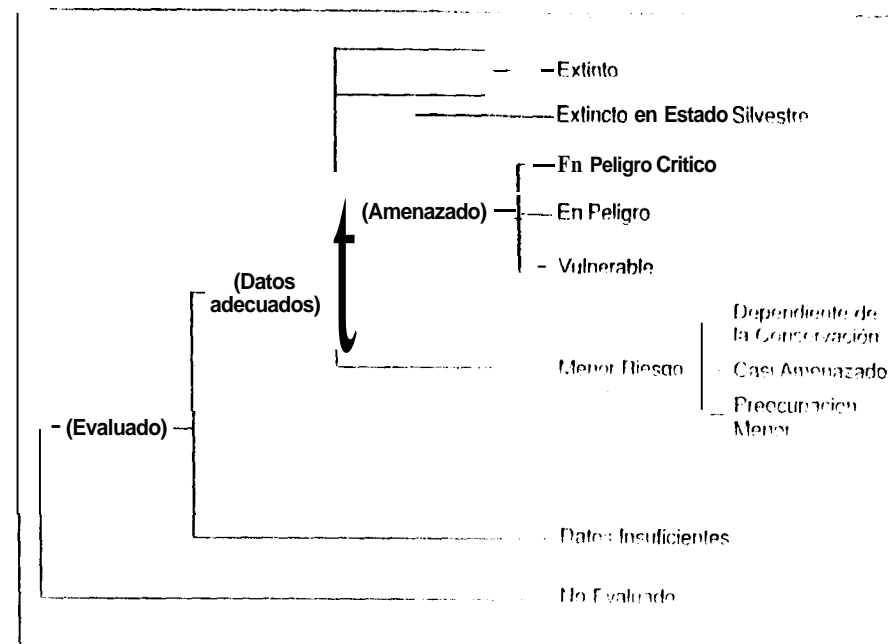 Extinto
Extincto en Estado Silvestre
Fn Peligro Critico
(Amenazado)
En Peligro
Vulnerable
(Datos
adecuados)
Dependiente de
la Conservación
Menor Riesgo
Casi Amenazado
Preocupacion
Menor
(Evaluado)
Datos Insuficientes
No Evaluado